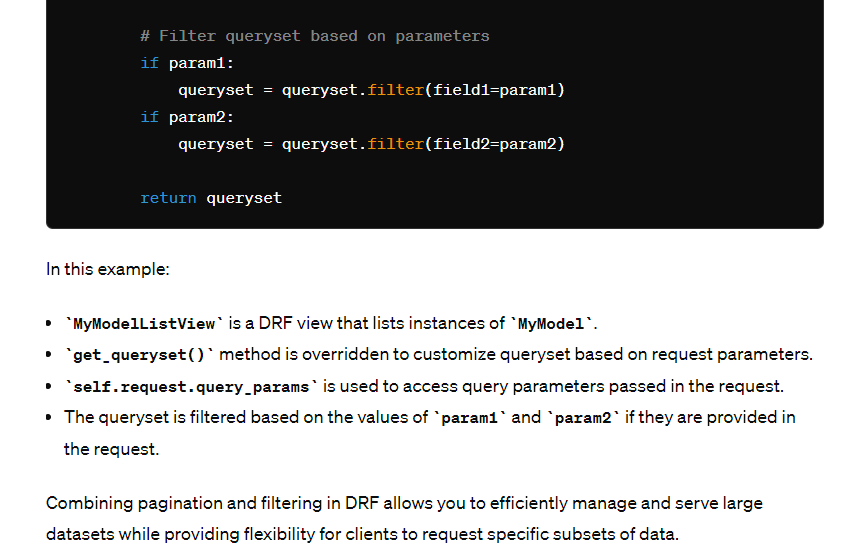 # Filter queryset based on parameters
if param1:
queryset = queryset.filter(field1=param1)
if param2:
queryset = queryset.filter(field2=param2)
return queryset
In this example:
• `MyModelListView` is a DRF view that lists instances of `MyModel`.
• `get_queryset()` method is overridden to customize queryset based on request parameters.
• `self.request.query_params` is used to access query parameters passed in the request.
• The queryset is filtered based on the values of `param1` and `param2` if they are provided in
the request.
Combining pagination and filtering in DRF allows you to efficiently manage and serve large
datasets while providing flexibility for clients to request specific subsets of data.